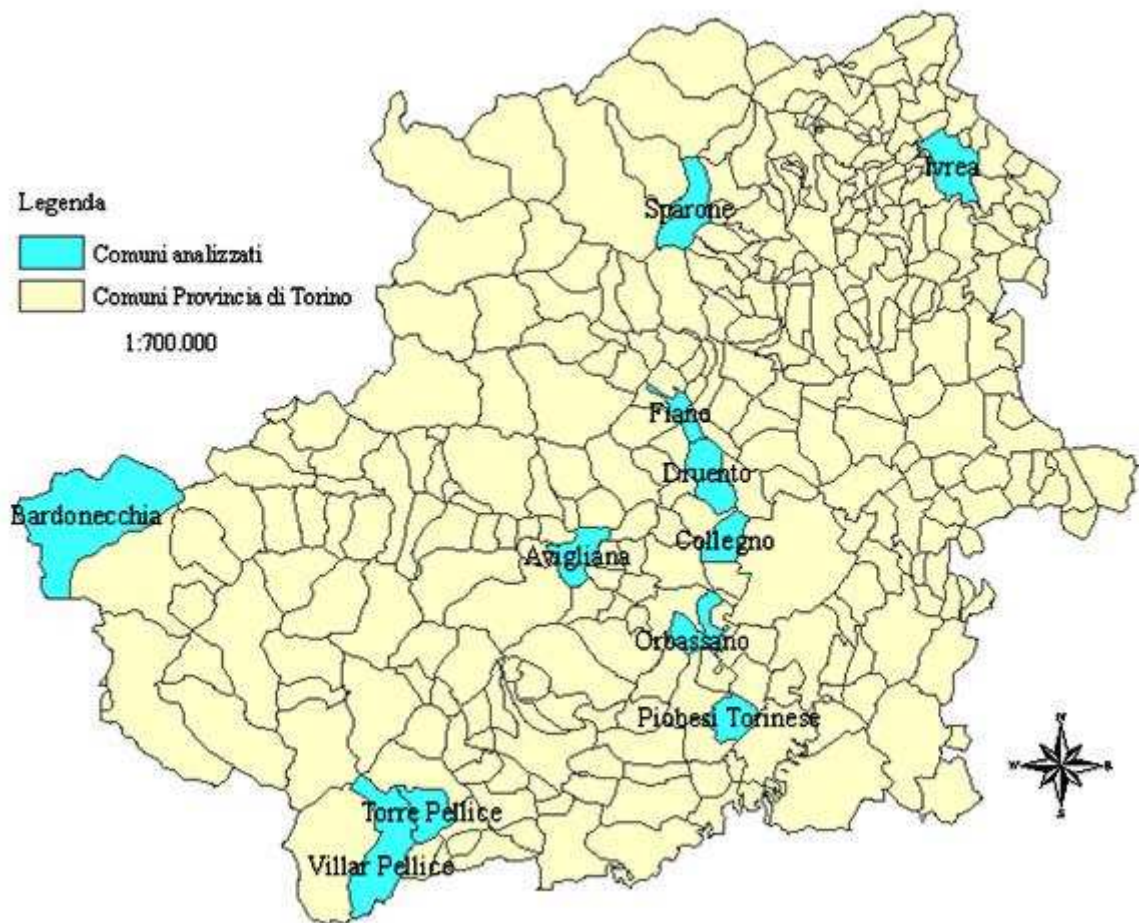 Legenda
Comuni analizzati
Comuni Provincia di Torino
1:700.000
Ivrea
Sparone
Fiano
Druento
Bardonecchia
Collegno
Avigliana
Orbassano
Piobesi Torinese
N
W
E
S
Torre Pellice
Villar Pellice